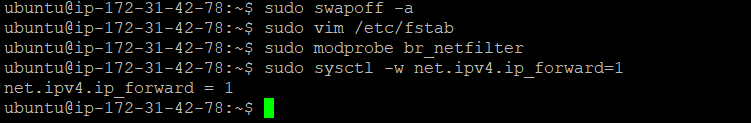 ubuntu@ip-172-31-42-78:~$ sudo swapoff -a
ubuntu@ip-172-31-42-78:~$ sudo vim /etc/fstab
ubuntu@ip-172-31-42-78:~$ sudo modprobe br_netfilter
ubuntu@ip-172-31-42-78:~$ sudo sysctl -w net.ipv4.ip_forward=1
net.ipv4.ip_forward = 1
ubuntu@ip-172-31-42-78:~$